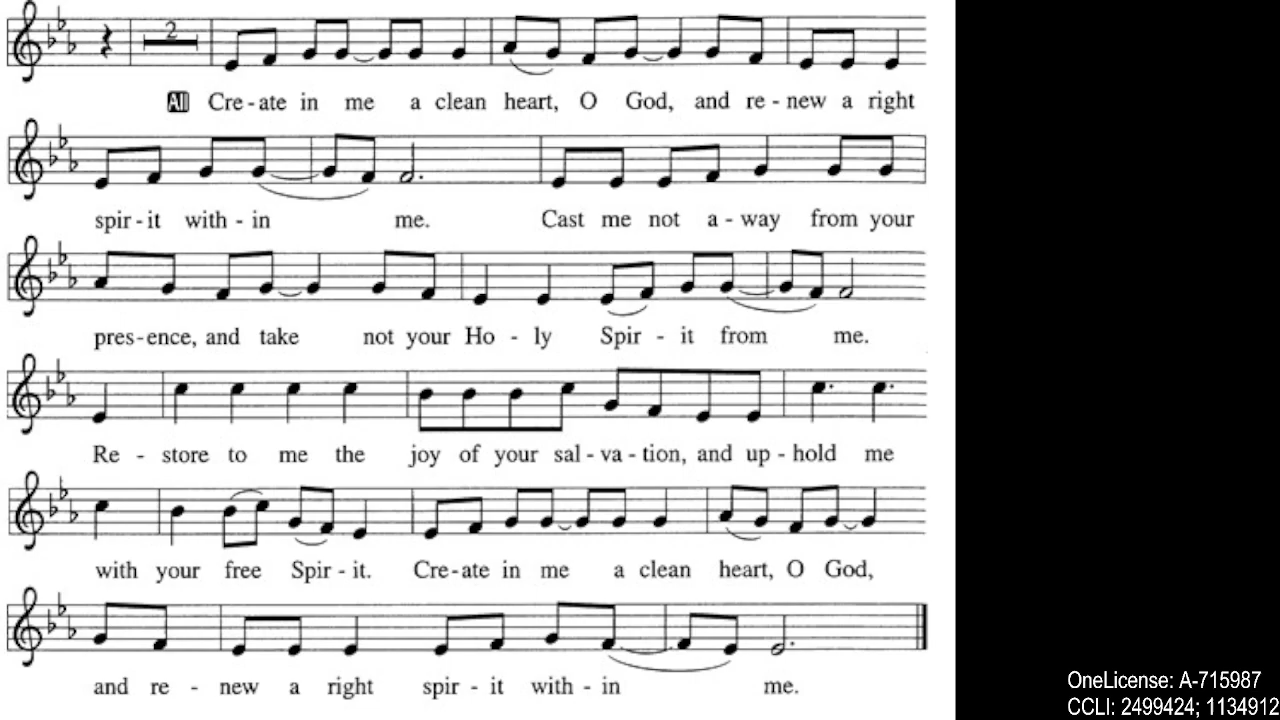 2
All Cre - ate in me a clean heart, O God, and re - new a right
spir - it with - in me. Cast me not a - way from your
pres - ence, and take not your Ho - ly Spir - it from me.
Re - store to me the joy of your sal - va - tion, and up - hold me
with your free Spir - it. Cre - ate in me a clean heart, O God,
and re - new a right spir - it with - in me.
OneLicense: A-715987
CCLI: 2499424; 1134912